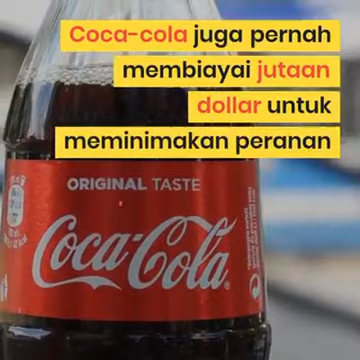 Coca-cola juga pernah
membiayai jutaan
dollar untuk
meminimakan peranan
ORIGINAL TASTE
Coca-Cola